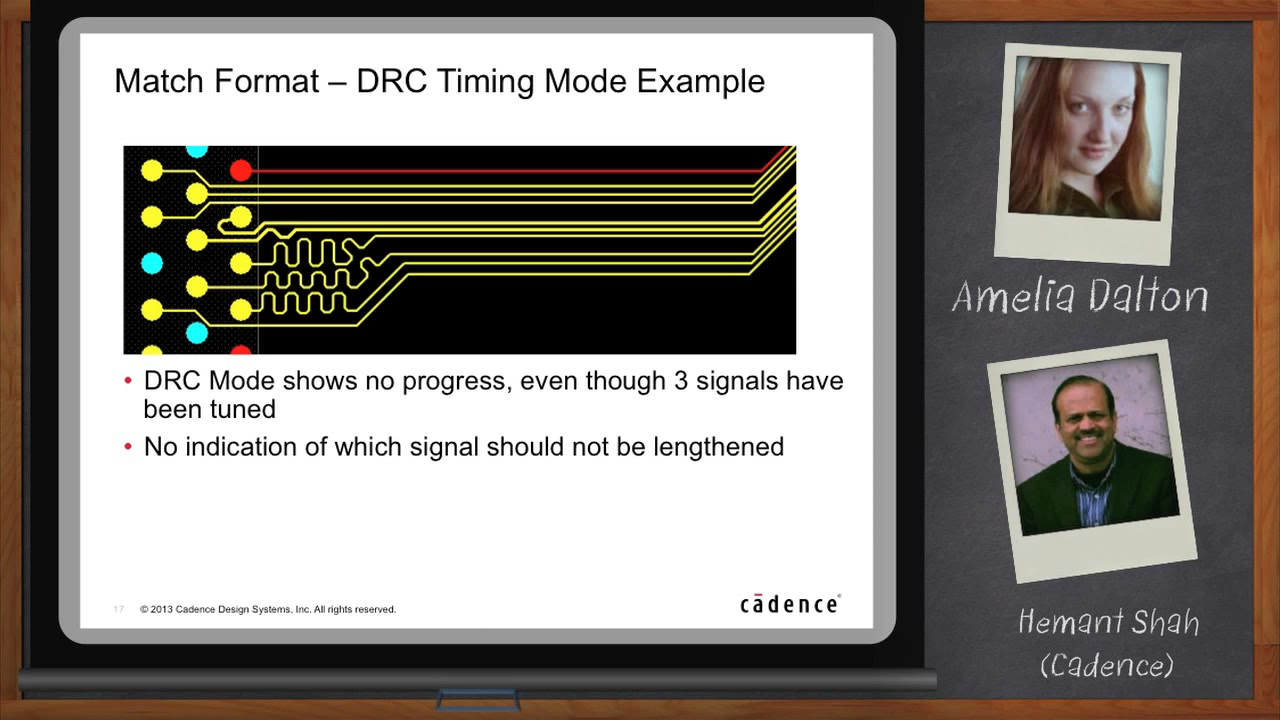 Match Format – DRC Timing Mode Example
• DRC Mode shows no progress, even though 3 signals have
been tuned
• No indication of which signal should not be lengthened
17 © 2013 Cadence Design Systems, Inc. All rights reserved.
cādence®
Amelia Dalton
Hemant Shah
(Cadence)